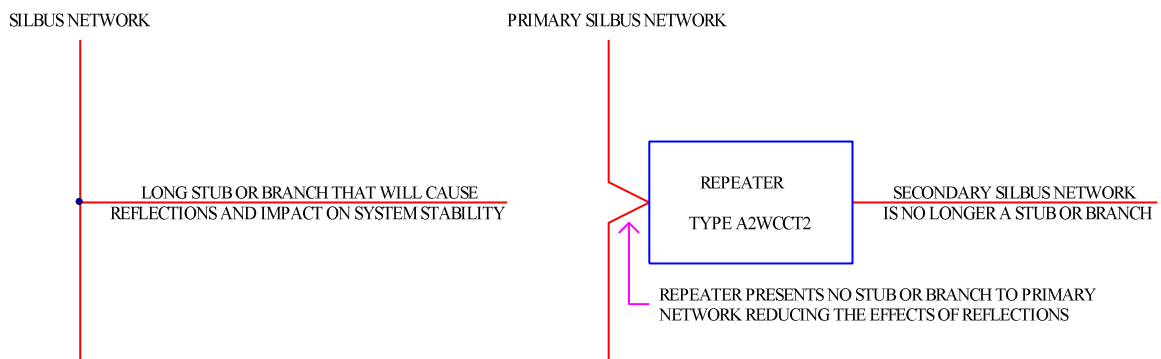 SILBUS NETWORK
PRIMARY SILBUS NETWORK
LONG STUB OR BRANCH THAT WILL CAUSE
REFLECTIONS AND IMPACT ON SYSTEM STABILITY
REPEATER
TYPE A2WCCT2
SECONDARY SILBUS NETWORK
IS NO LONGER A STUB OR BRANCH
REPEATER PRESENTS NO STUB OR BRANCH TO PRIMARY
NETWORK REDUCING THE EFFECTS OF REFLECTIONS